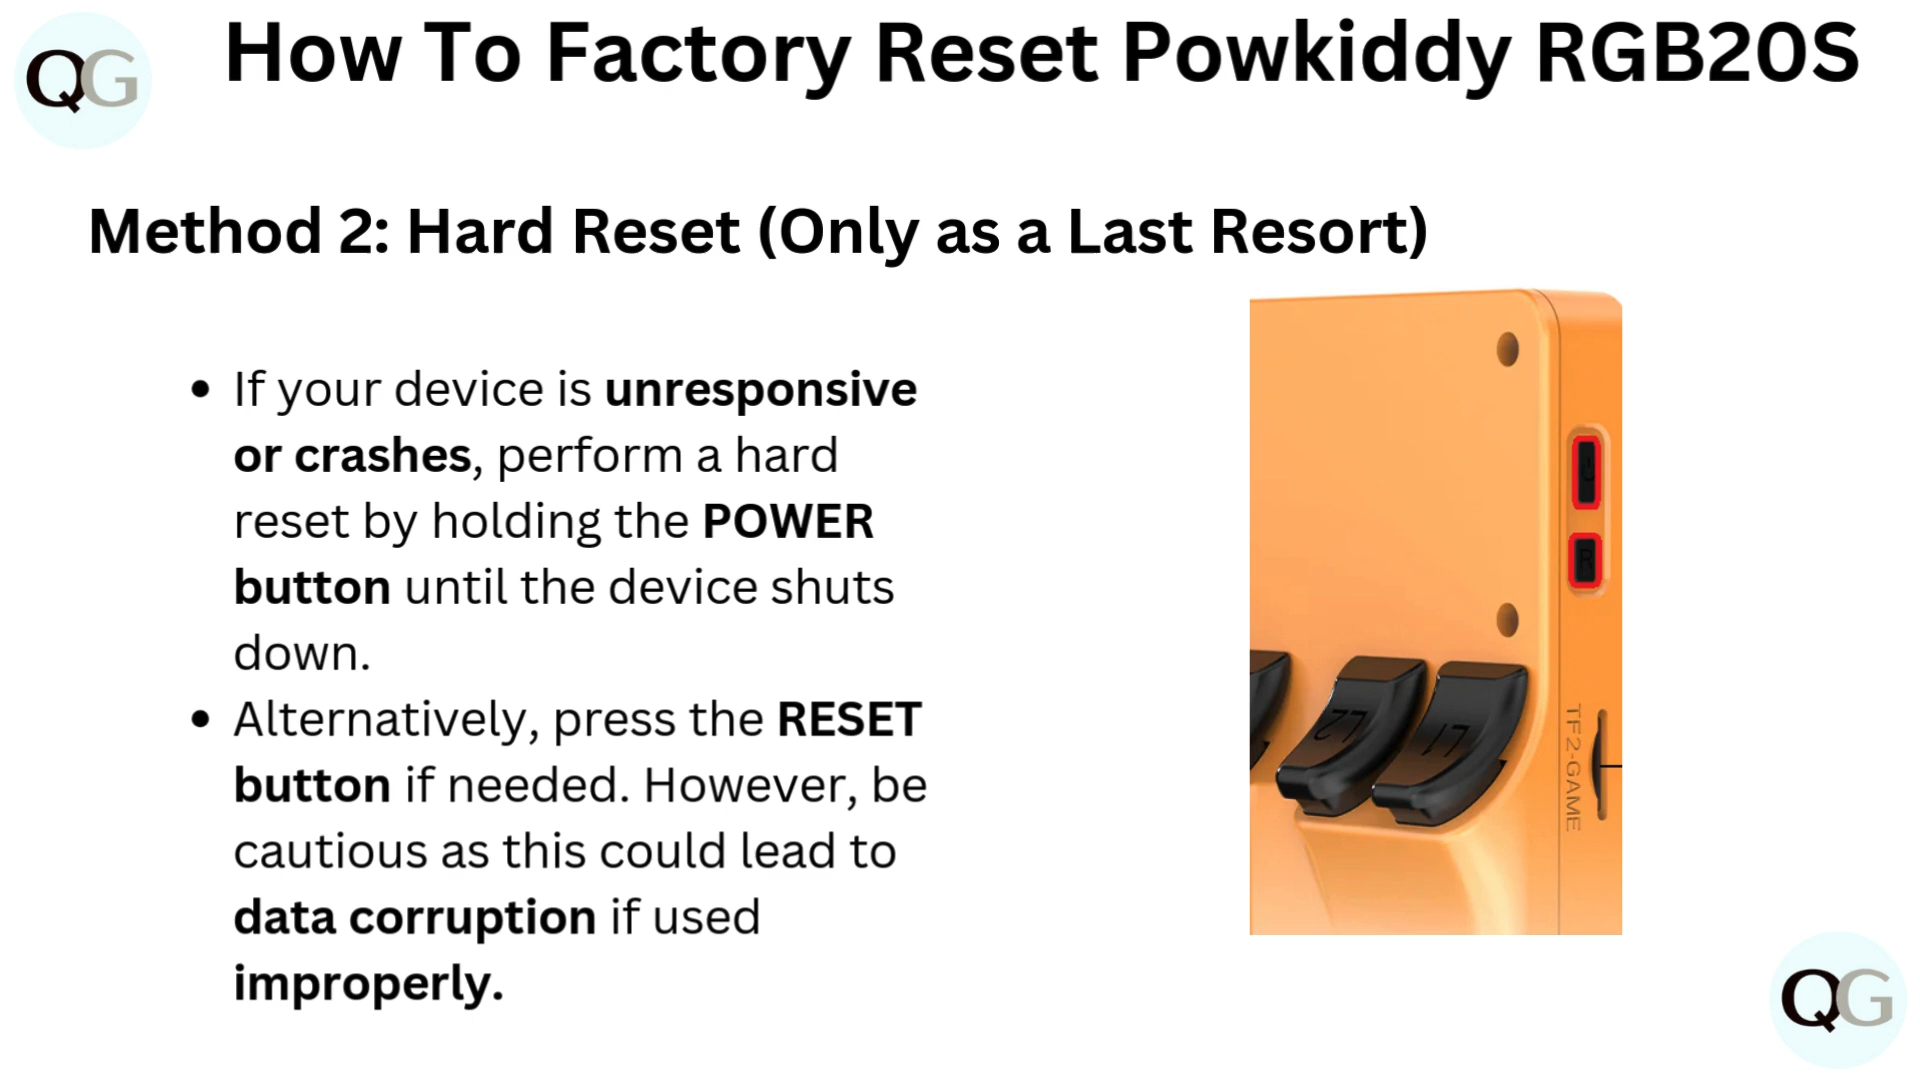 QG
How To Factory Reset Powkiddy RGB20S
Method 2: Hard Reset (Only as a Last Resort)
• If your device is unresponsive
or crashes, perform a hard
reset by holding the POWER
button until the device shuts
down.
• Alternatively, press the RESET
button if needed. However, be
cautious as this could lead to
data corruption if used
improperly.
R
L2
L1
TF2-GAME
QG